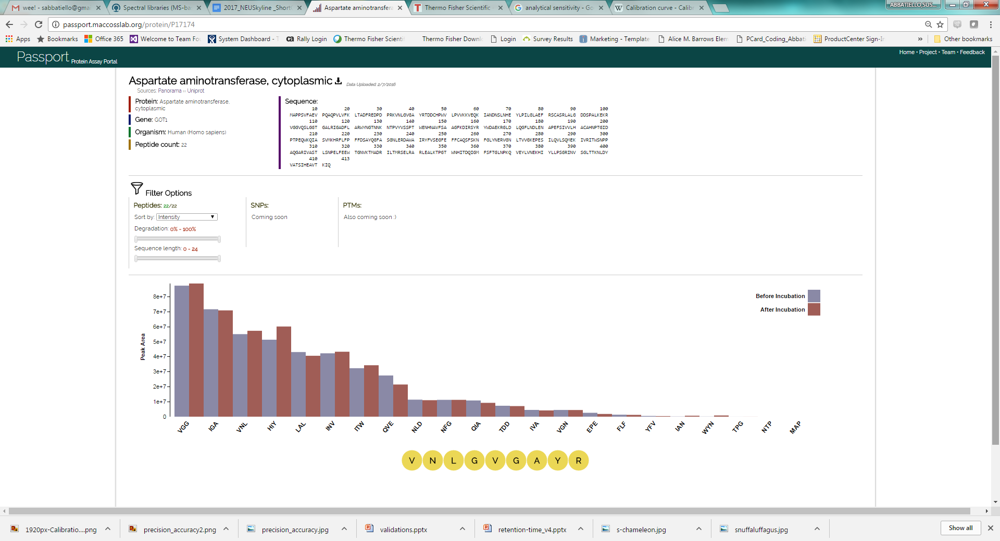 wee! - sabbatiello@gma
Spectral libraries (MS-ba
2017_NEUSkyline _Short
Aspartate aminotransfera
Thermo Fisher Scientific
analytical sensitivity - Go
Calibration curve - Calib
ABBATIELLO,SUS...
passport.maccosslab.org/protein/P17174
Apps Bookmarks Office 365 Welcome to Team Fo System Dashboard - Rally Login Thermo Fisher Scienti Thermo Fisher Downl Login Survey Results Marketing - Template Alice M. Barrows Elem PCard_Coding_Abbati ProductCenter Sign-In » Other bookmarks
Passport Protein Assay Portal
Home • Project • Team • Feedback
Aspartate aminotransferase, cytoplasmic Data Uploaded: 2/7/2016
Sources: Panorama :: Uniprot
Protein: Aspartate aminotransferase,
cytoplasmic
Gene: GOT1
Organism: Human (Homo sapiens)
Peptide count: 22
Sequence:
10 20 30 40 50 60 70 80 90 100
MAPPSVFAEV PQAQPVLVFK LTADFREDPD PRKVNLGVGA YRTDDCHPWV LPVVKKVEQK IANDNSLNHE YLPILGLAEF RSCASRLALG DDSPALKEKR
110 120 130 140 150 160 170 180 190 200
VGGVQSLGGT GALRIGADFL ARWYNGTNNK NTPVYVSSPT WENHNAVFSA AGFKDIRSYR YWDAEKRGLD LQGFLNDLEN APEFSIVVLH ACAHNPTGID
210 220 230 240 250 260 270 280 290 300
PTPEQWKQIA SVMKHRFLFP FFDSAYQGFA SGNLERDAWA IRYFVSEGFE FFCAQSFSKN FGLYNERVGN LTVVGKEPES ILQVLSQMEK IVRITWSNPP
310 320 330 340 350 360 370 380 390 400
AQGARIVAST LSNPELFEEW TGNVKTMADR ILTMRSELRA RLEALKTPGT WNHITDQIGM FSFTGLNPKQ VEYLVNEKHI YLLPSGRINV SGLTTKNLDY
410 413
VATSIHEAVT KIQ
Filter Options
Peptides: 22/22
Sort by: Intensity
Degradation: 0% - 100%
Sequence length: 0 - 24
SNPs:
Coming soon
PTMs:
Also coming soon :)
Before Incubation
After Incubation
Peak Area
8e+7
7e+7
6e+7
5e+7
4e+7
3e+7
2e+7
1e+7
0
VGG IGA VNL HIY LAL INV ITW QVE NLD NFG QIA TDD IVA VGN EPE FLF YFV IAN WYN TPG NTP MAP
V N L G V G A Y R
1920px-Calibratio....png
precision_accuracy2.png
precision_accuracy.jpg
validations.pptx
retention-time_v4.pptx
s-chameleon.jpg
snuffaluffagus.jpg
Show all